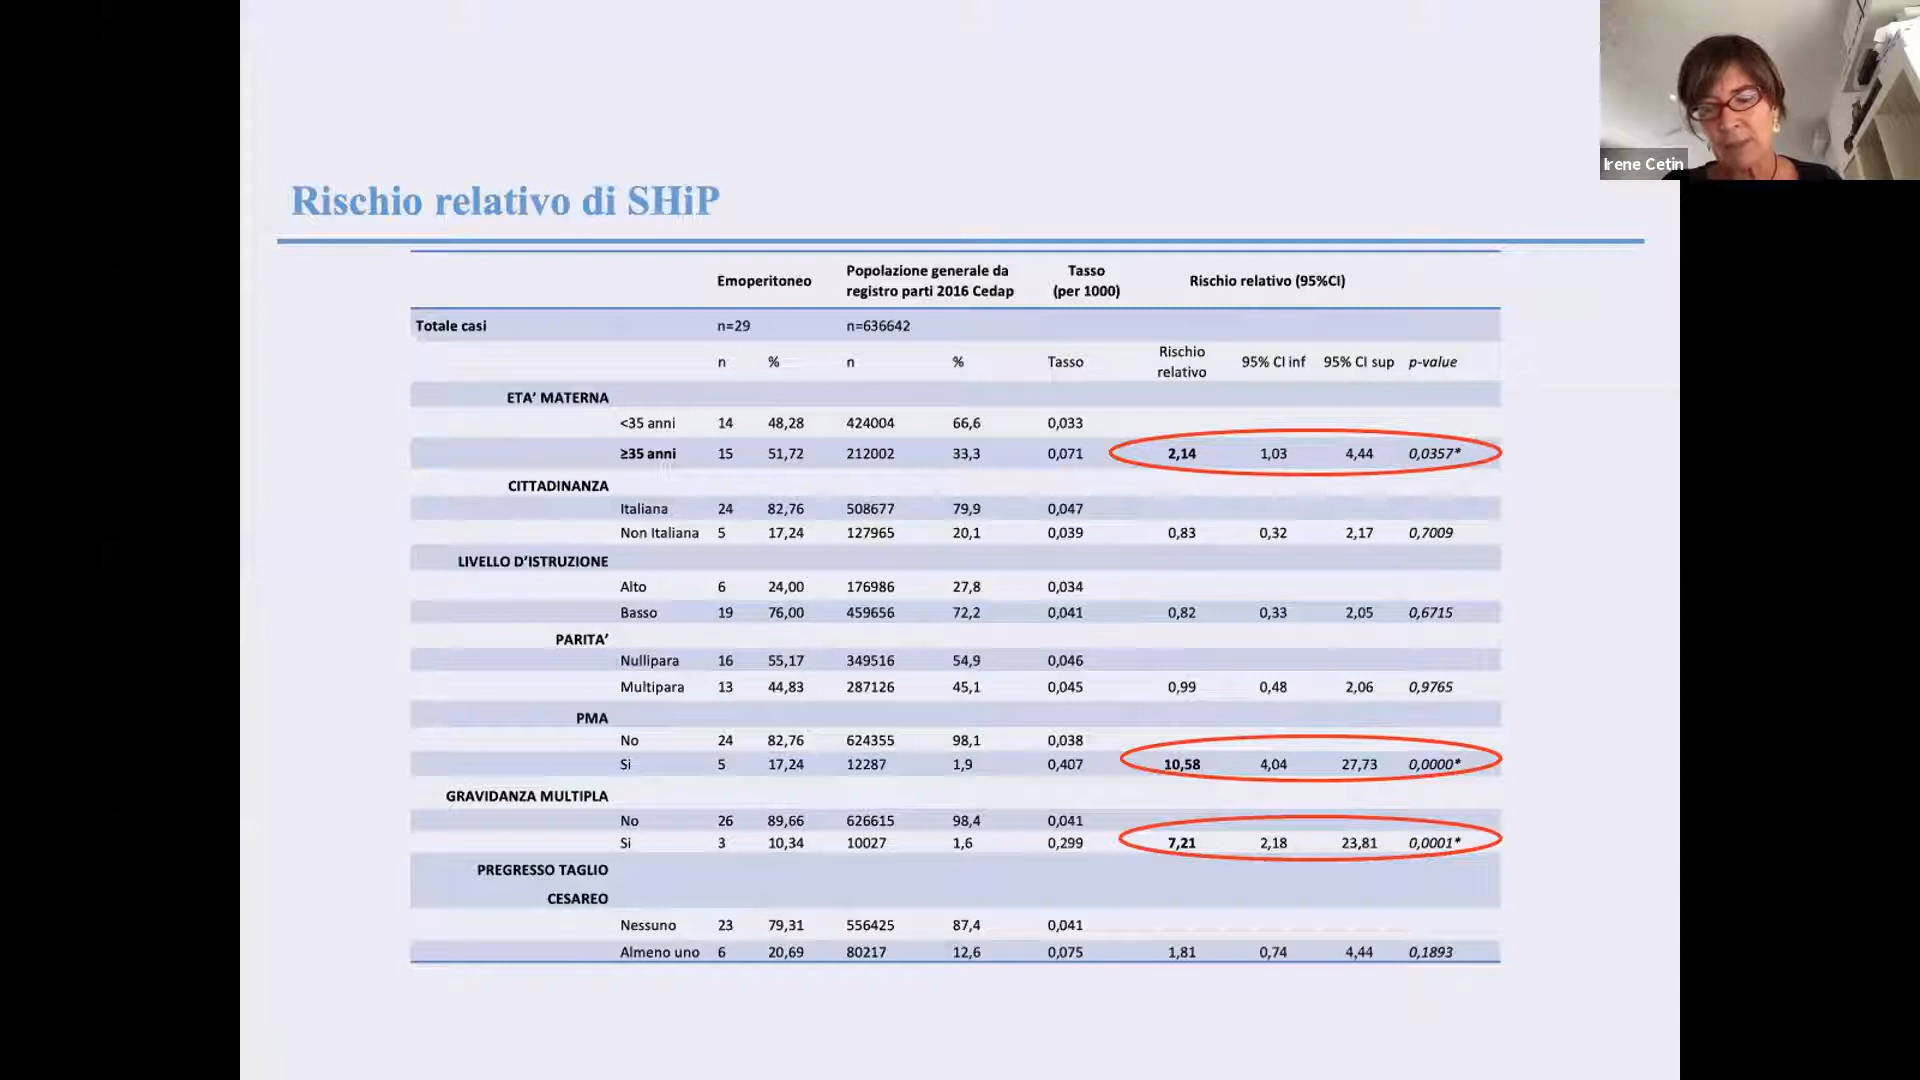 Irene Cetin
Rischio relativo di SHiP
Emoperitoneo Popolazione generale da registro parti 2016 Cedap Tasso (per 1000) Rischio relativo (95%CI)
Totale casi n=29 n=636642
n % n % Tasso Rischio relativo 95% CI inf 95% CI sup p-value
ETA’ MATERNA
<35 anni 14 48,28 424004 66,6 0,033
≥35 anni 15 51,72 212002 33,3 0,071 2,14 1,03 4,44 0,0357*
CITTADINANZA
Italiana 24 82,76 508677 79,9 0,047
Non Italiana 5 17,24 127965 20,1 0,039 0,83 0,32 2,17 0,7009
LIVELLO D’ISTRUZIONE
Alto 6 24,00 176986 27,8 0,034
Basso 19 76,00 459656 72,2 0,041 0,82 0,33 2,05 0,6715
PARITA’
Nullipara 16 55,17 349516 54,9 0,046
Multipara 13 44,83 287126 45,1 0,045 0,99 0,48 2,06 0,9765
PMA
No 24 82,76 624355 98,1 0,038
Si 5 17,24 12287 1,9 0,407 10,58 4,04 27,73 0,0000*
GRAVIDANZA MULTIPLA
No 26 89,66 626615 98,4 0,041
Si 3 10,34 10027 1,6 0,299 7,21 2,18 23,81 0,0001*
PREGRESSO TAGLIO
CESAREO
Nessuno 23 79,31 556425 87,4 0,041
Almeno uno 6 20,69 80217 12,6 0,075 1,81 0,74 4,44 0,1893